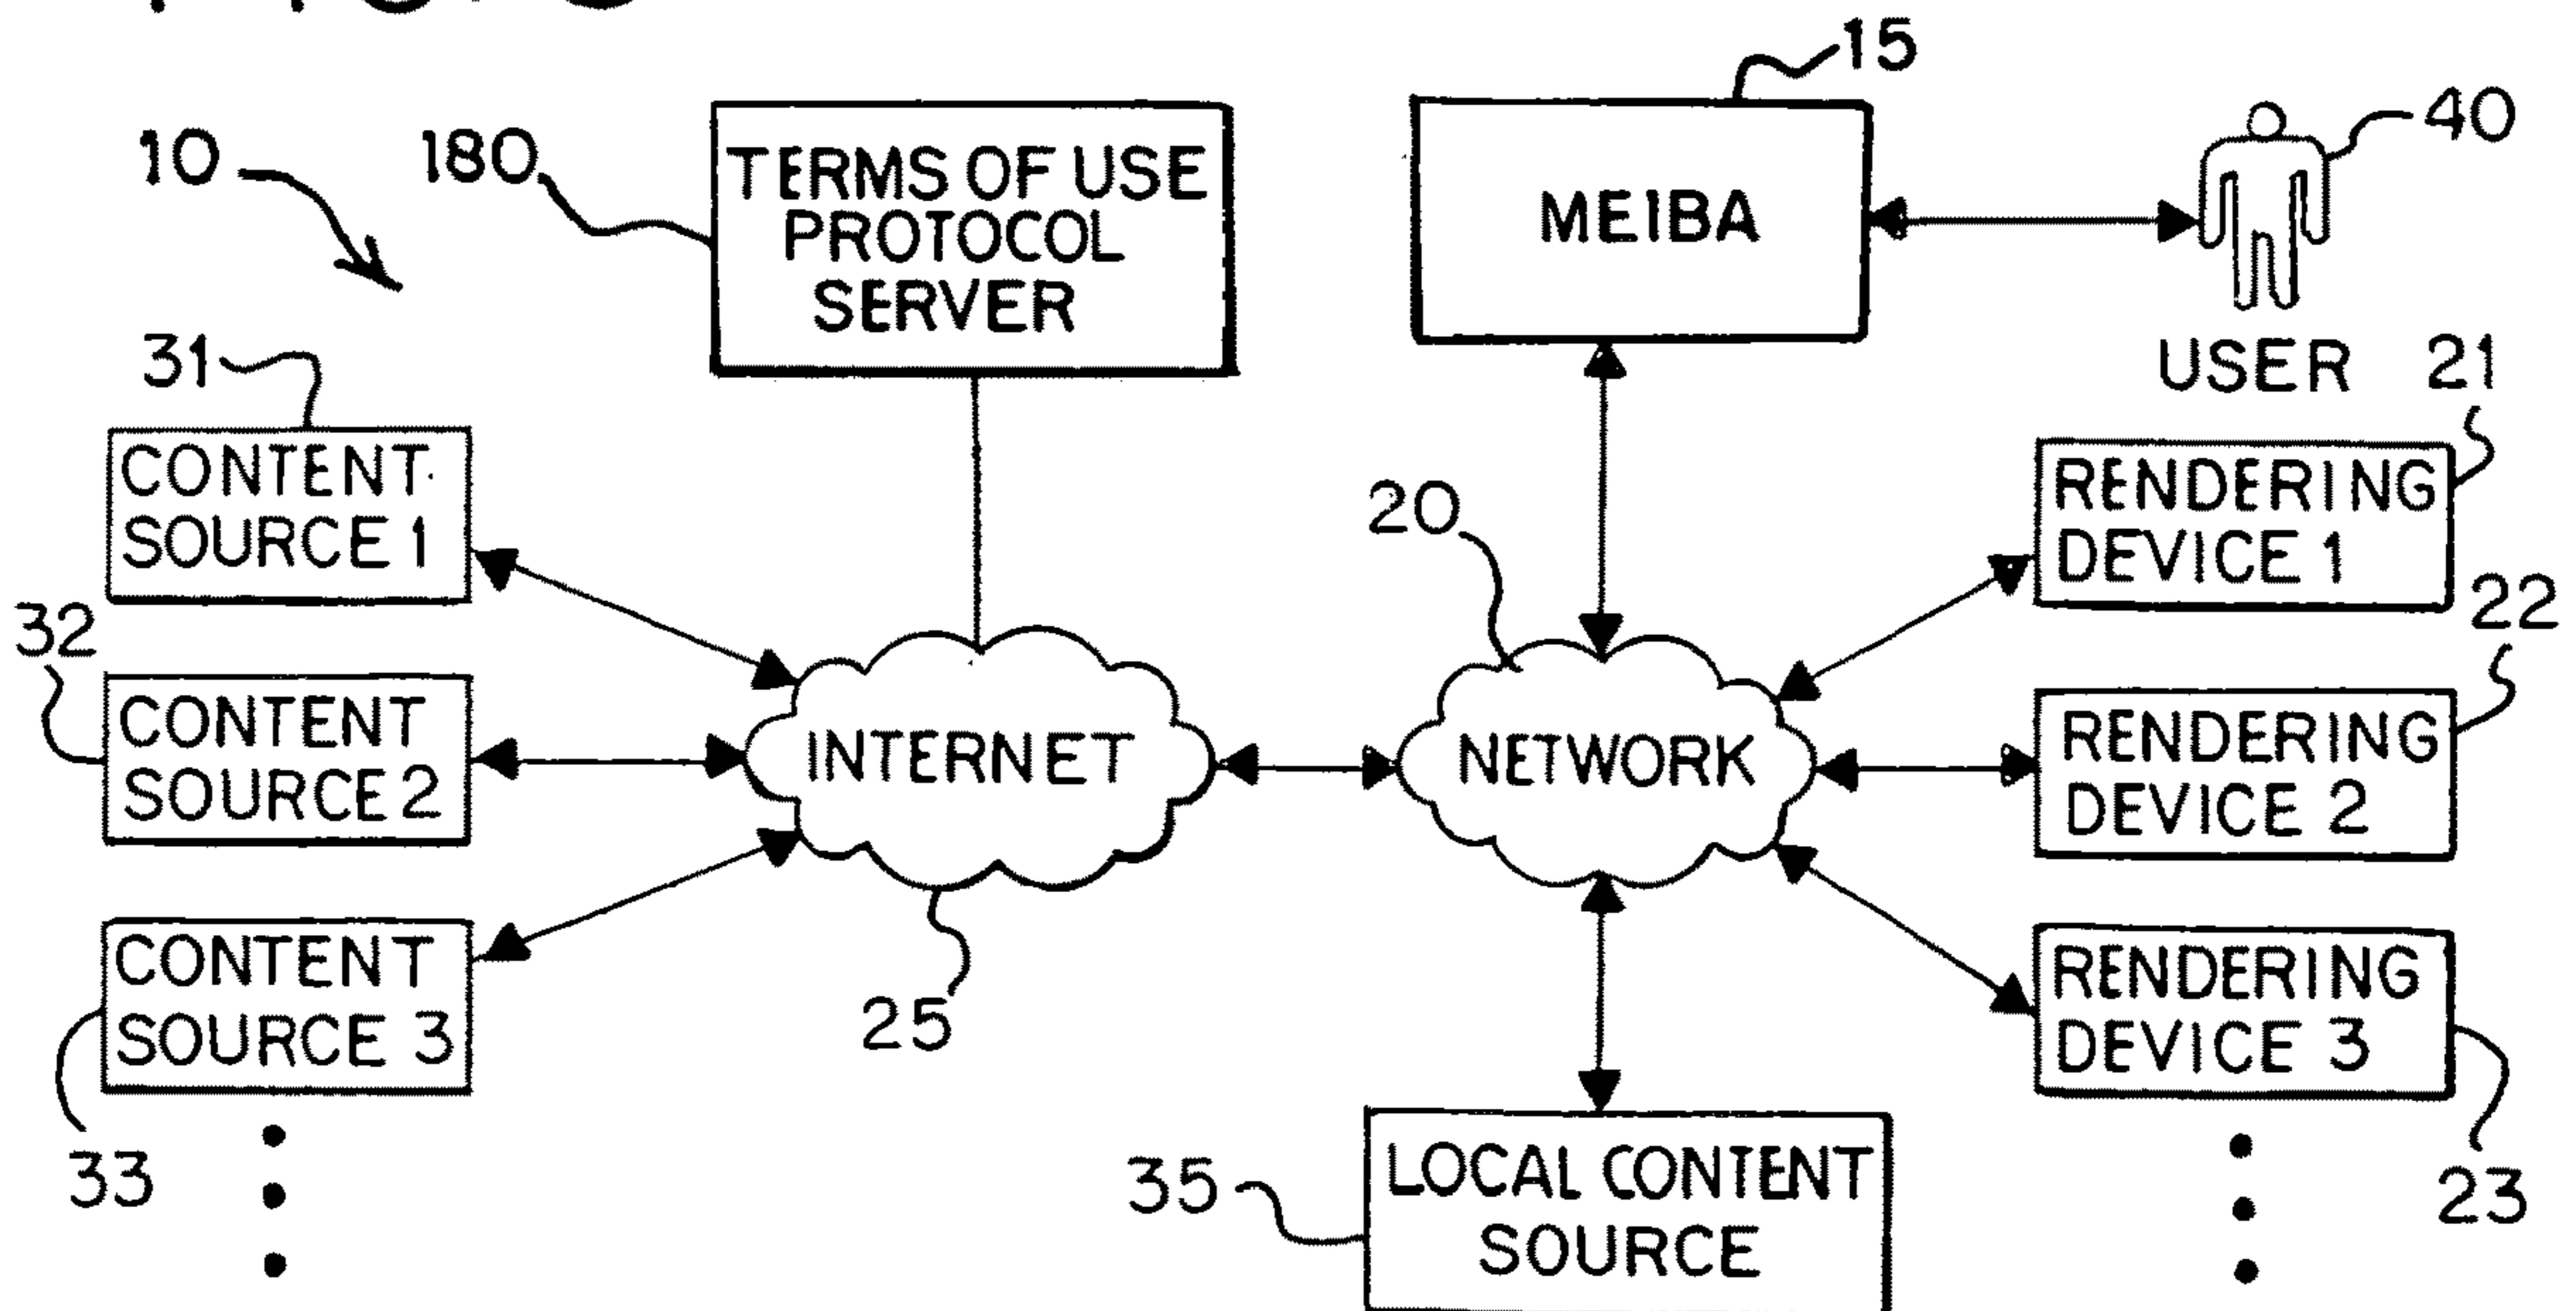 15
10
180
TERMS OF USE
PROTOCOL
SERVER
MEIBA
40
USER
31
21
CONTENT
SOURCE 1
20
RENDERING
DEVICE 1
32
22
CONTENT
SOURCE 2
INTERNET
NETWORK
RENDERING
DEVICE 2
CONTENT
SOURCE 3
25
RENDERING
DEVICE 3
33
35
LOCAL CONTENT
SOURCE
23